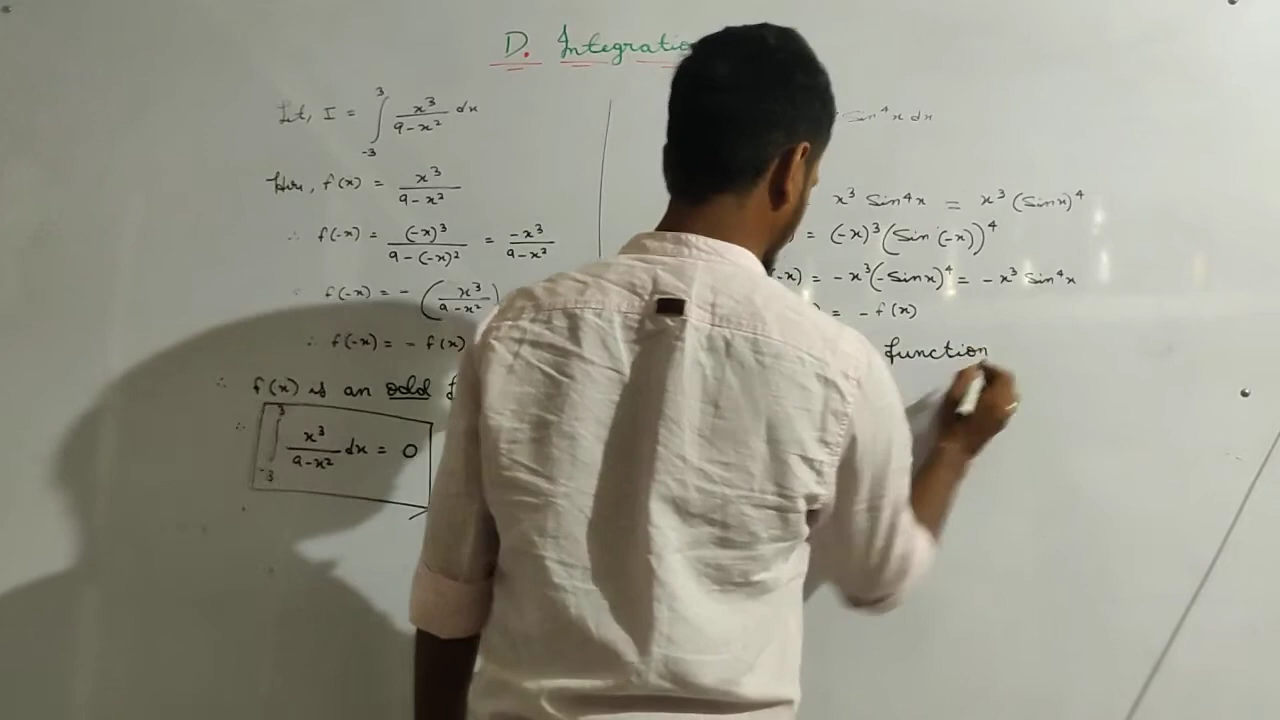 D. Integratio
Let, I = ∫₋₃³ x³/(9-x²) dx
Here, f(x) = x³/(9-x²)
∴ f(-x) = (-x)³/(9-(-x)²) = -x³/(9-x²)
∴ f(-x) = - (x³/(9-x²))
∴ f(-x) = - f(x)
∴ f(x) is an odd f
∴ ∫₋₃³ x³/(9-x²) dx = 0
Sin⁴x dx
x³ Sin⁴x = x³ (Sinx)⁴
= (-x)³(Sin(-x))⁴
-x) = -x³(-Sinx)⁴ = -x³ Sin⁴x
= - f(x)
function